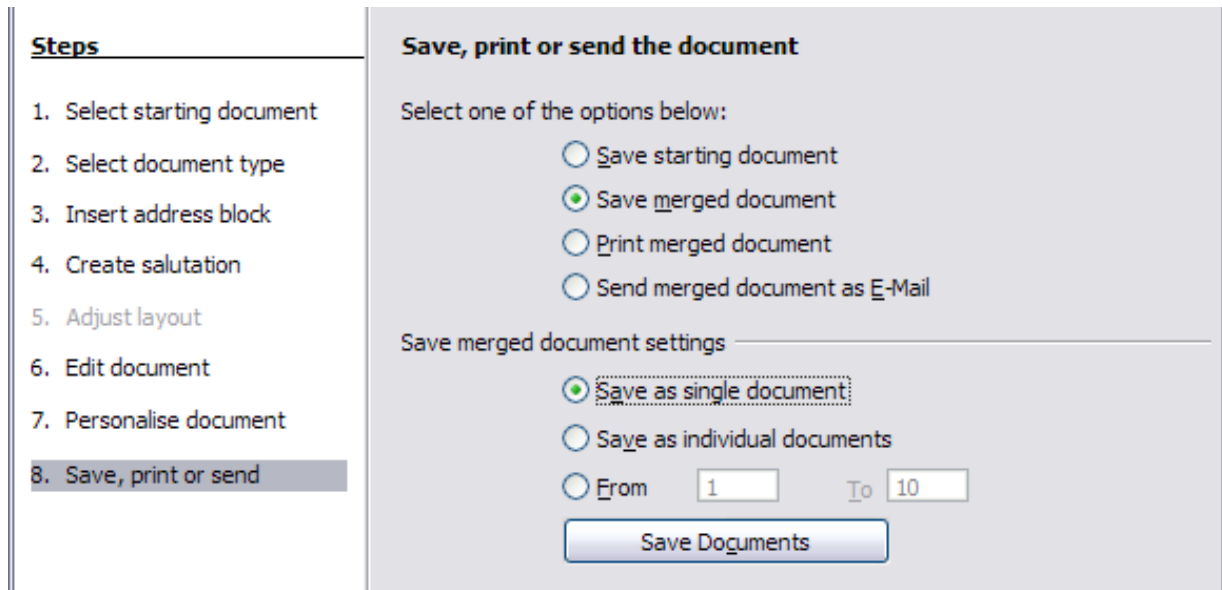 Steps
1. Select starting document
2. Select document type
3. Insert address block
4. Create salutation
5. Adjust layout
6. Edit document
7. Personalise document
8. Save, print or send
Save, print or send the document
Select one of the options below:
Save starting document
Save merged document
Print merged document
Send merged document as E-Mail
Save merged document settings
Save as single document
Save as individual documents
From 1 To 10
Save Documents